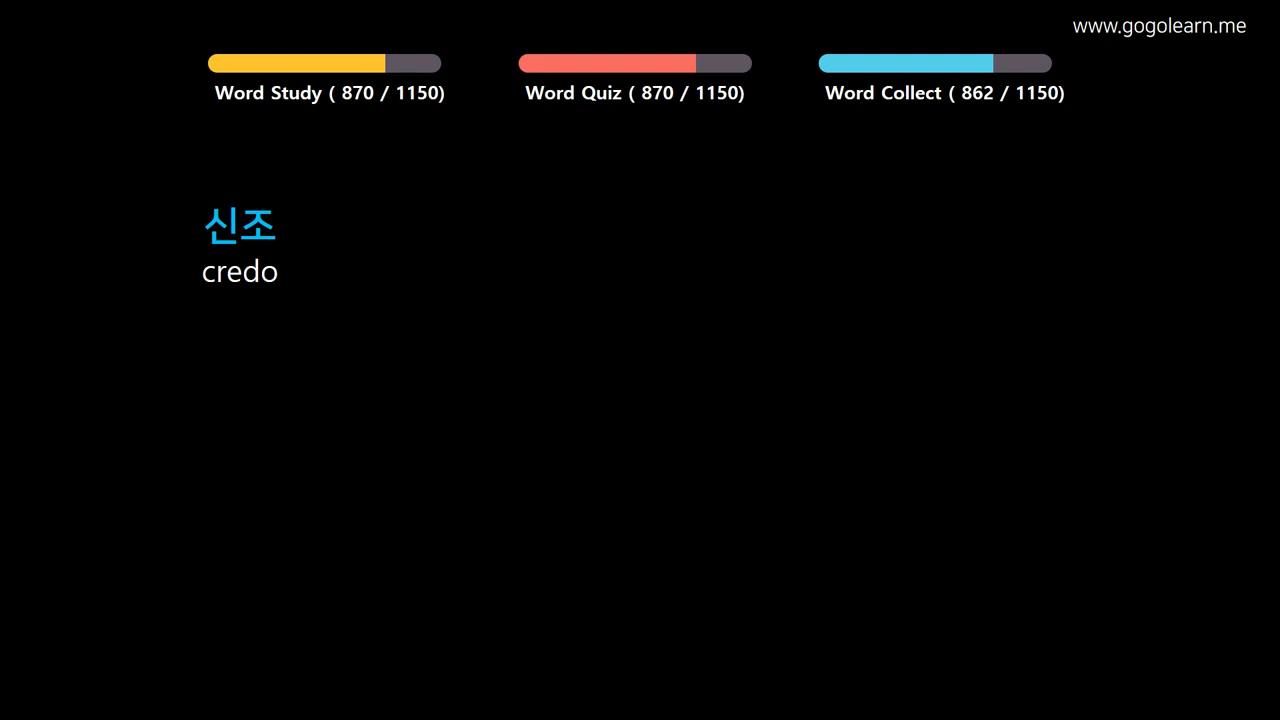 www.gogolearn.me
Word Study ( 870 / 1150)
Word Quiz ( 870 / 1150)
Word Collect ( 862 / 1150)
신조
credo